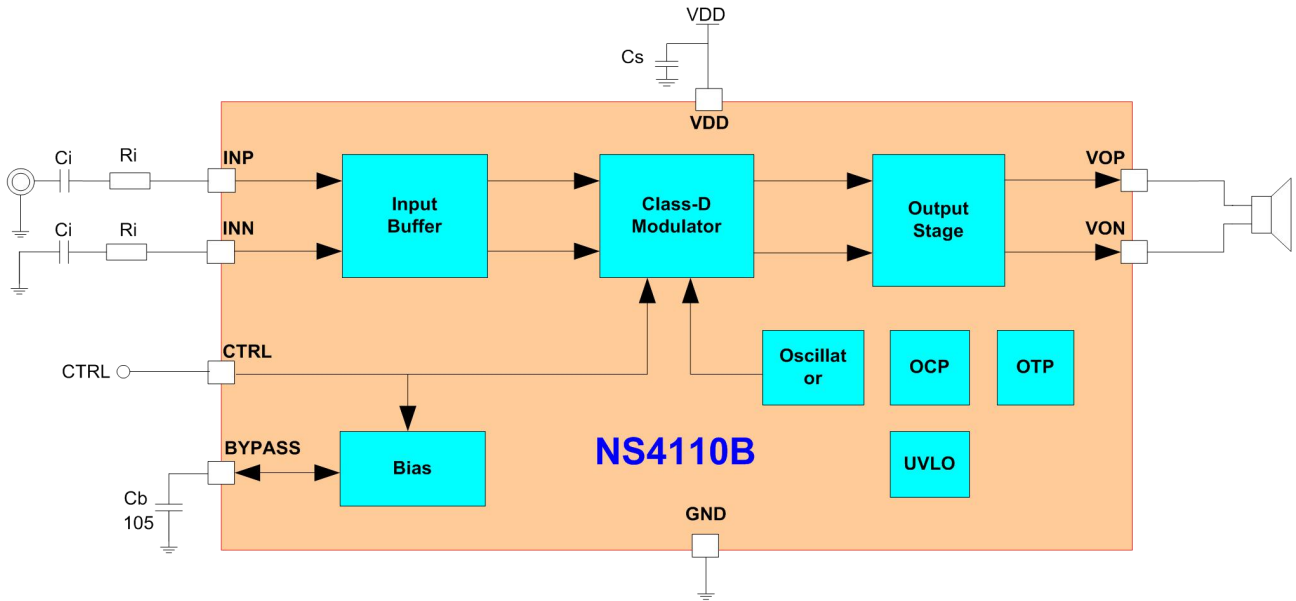 VDD
Cs
VDD
Ci
Ri
INP
Input
Buffer
Class-D
Modulator
Output
Stage
VOP
Ci
Ri
INN
VON
CTRL
CTRL
Oscillat
or
OCP
OTP
BYPASS
Bias
NS4110B
UVLO
Cb
105
GND